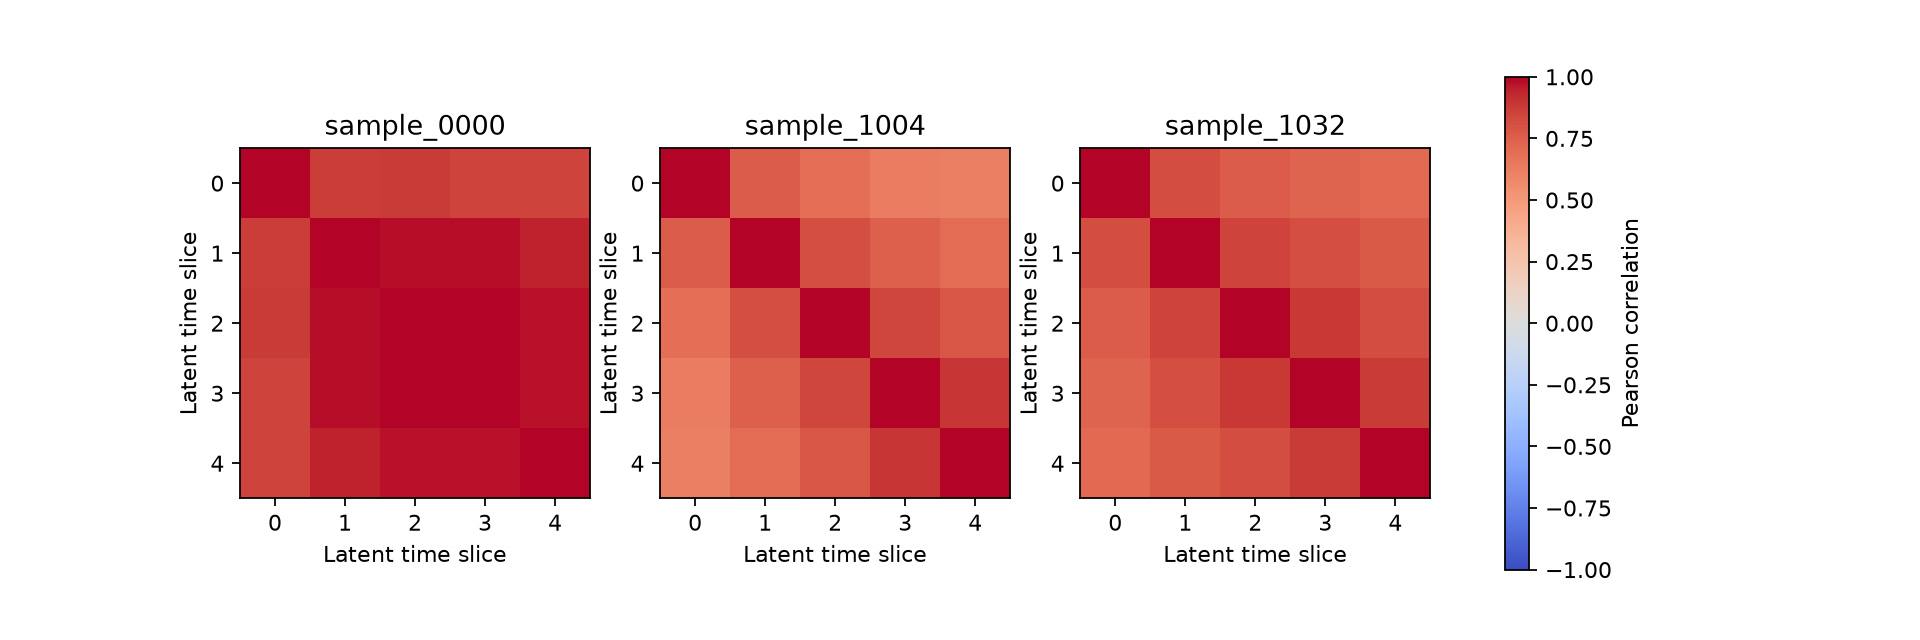 sample_0000
0
1
2
3
4
Latent time slice
0 1 2 3 4
Latent time slice
sample_1004
0
1
2
3
4
Latent time slice
0 1 2 3 4
Latent time slice
sample_1032
0
1
2
3
4
Latent time slice
0 1 2 3 4
Latent time slice
1.00
0.75
0.50
0.25
0.00
−0.25
−0.50
−0.75
−1.00
Pearson correlation